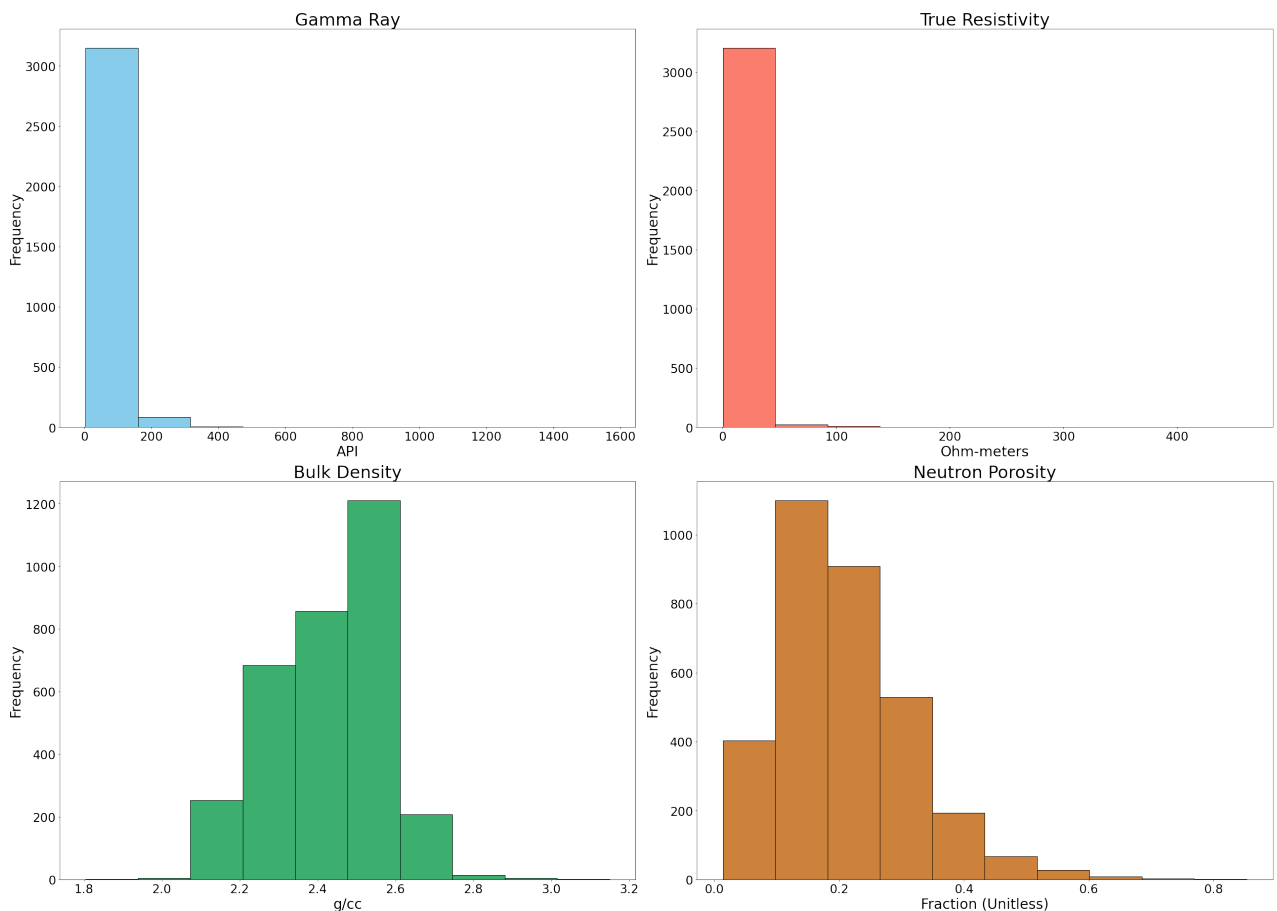 Gamma Ray
Frequency
3000
2500
2000
1500
1000
500
0
0 200 400 600 800 1000 1200 1400 1600
API
True Resistivity
Frequency
3000
2500
2000
1500
1000
500
0
0 100 200 300 400
Ohm-meters
Bulk Density
Frequency
1200
1000
800
600
400
200
0
1.8 2.0 2.2 2.4 2.6 2.8 3.0 3.2
g/cc
Neutron Porosity
Frequency
1000
800
600
400
200
0
0.0 0.2 0.4 0.6 0.8
Fraction (Unitless)